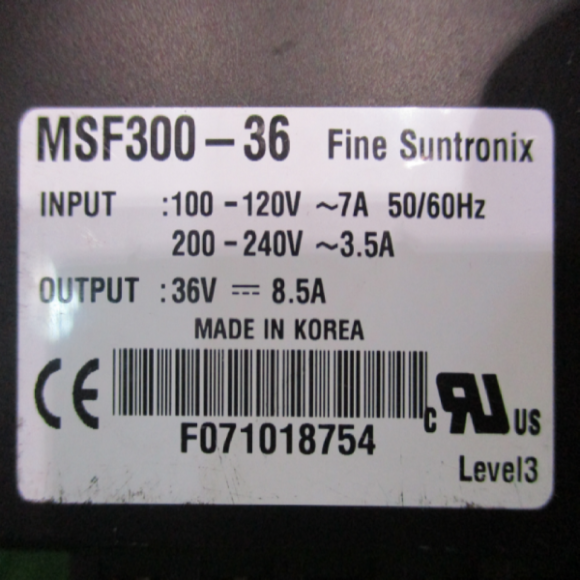 MSF300-36 Fine Suntronix
INPUT :100-120V ~7A 50/60Hz
200-240V ~3.5A
OUTPUT :36V ⎓ 8.5A
MADE IN KOREA
CE
F071018754
c RU US
Level3